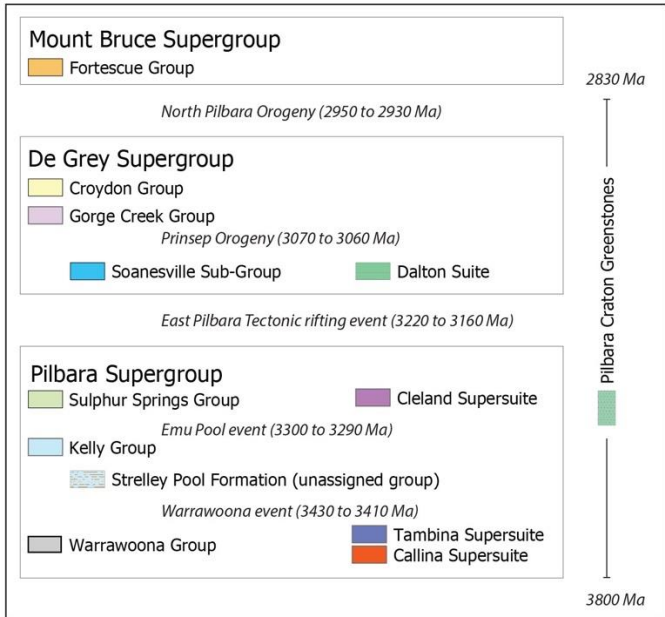 Mount Bruce Supergroup
Fortescue Group
2830 Ma
North Pilbara Orogeny (2950 to 2930 Ma)
De Grey Supergroup
Croydon Group
Gorge Creek Group
Prinsep Orogeny (3070 to 3060 Ma)
Soanesville Sub-Group
Dalton Suite
East Pilbara Tectonic rifting event (3220 to 3160 Ma)
Pilbara Craton Greenstones
Pilbara Supergroup
Sulphur Springs Group
Cleland Supersuite
Emu Pool event (3300 to 3290 Ma)
Kelly Group
Strelley Pool Formation (unassigned group)
Warrawoona event (3430 to 3410 Ma)
Warrawoona Group
Tambina Supersuite
Callina Supersuite
3800 Ma